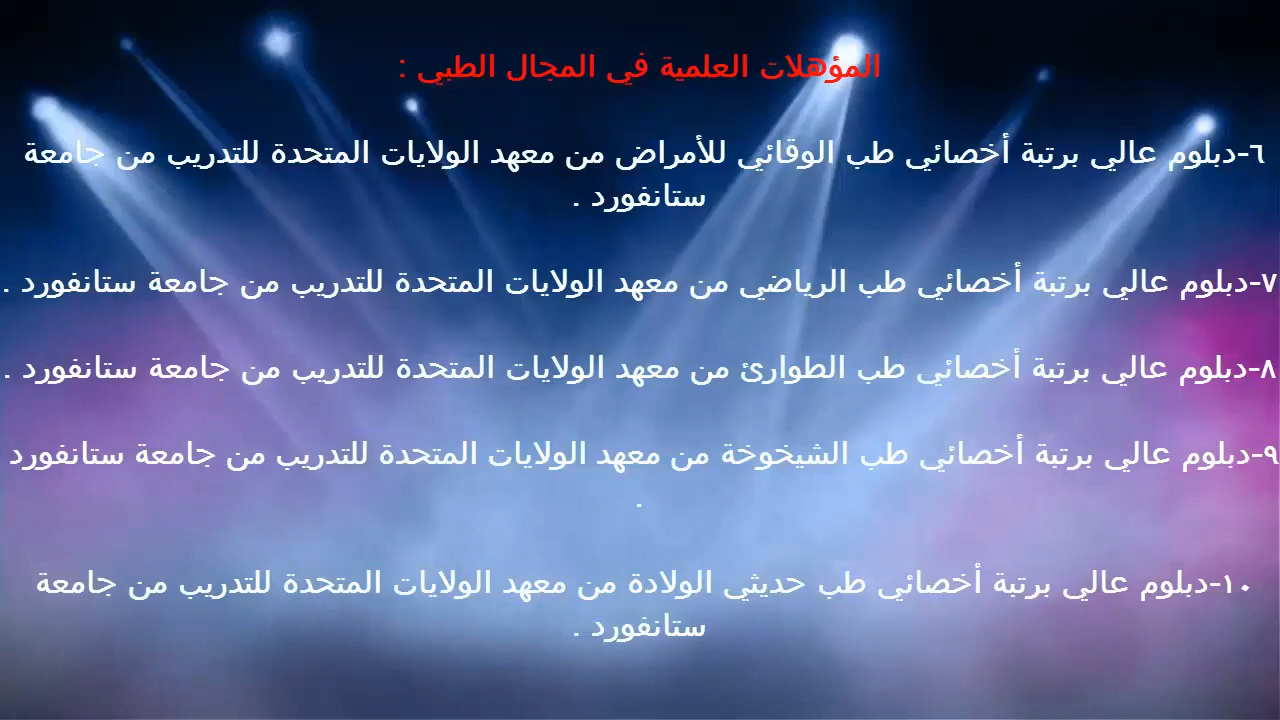 المؤهلات العلمية في المجال الطبي :
٦-دبلوم عالي برتبة أخصائي طب الوقائي للأمراض من معهد الولايات المتحدة للتدريب من جامعة
ستانفورد .
٧-دبلوم عالي برتبة أخصائي طب الرياضي من معهد الولايات المتحدة للتدريب من جامعة ستانفورد .
٨-دبلوم عالي برتبة أخصائي طب الطوارئ من معهد الولايات المتحدة للتدريب من جامعة ستانفورد .
٩-دبلوم عالي برتبة أخصائي طب الشيخوخة من معهد الولايات المتحدة للتدريب من جامعة ستانفورد
.
١٠-دبلوم عالي برتبة أخصائي طب حديثي الولادة من معهد الولايات المتحدة للتدريب من جامعة
ستانفورد .